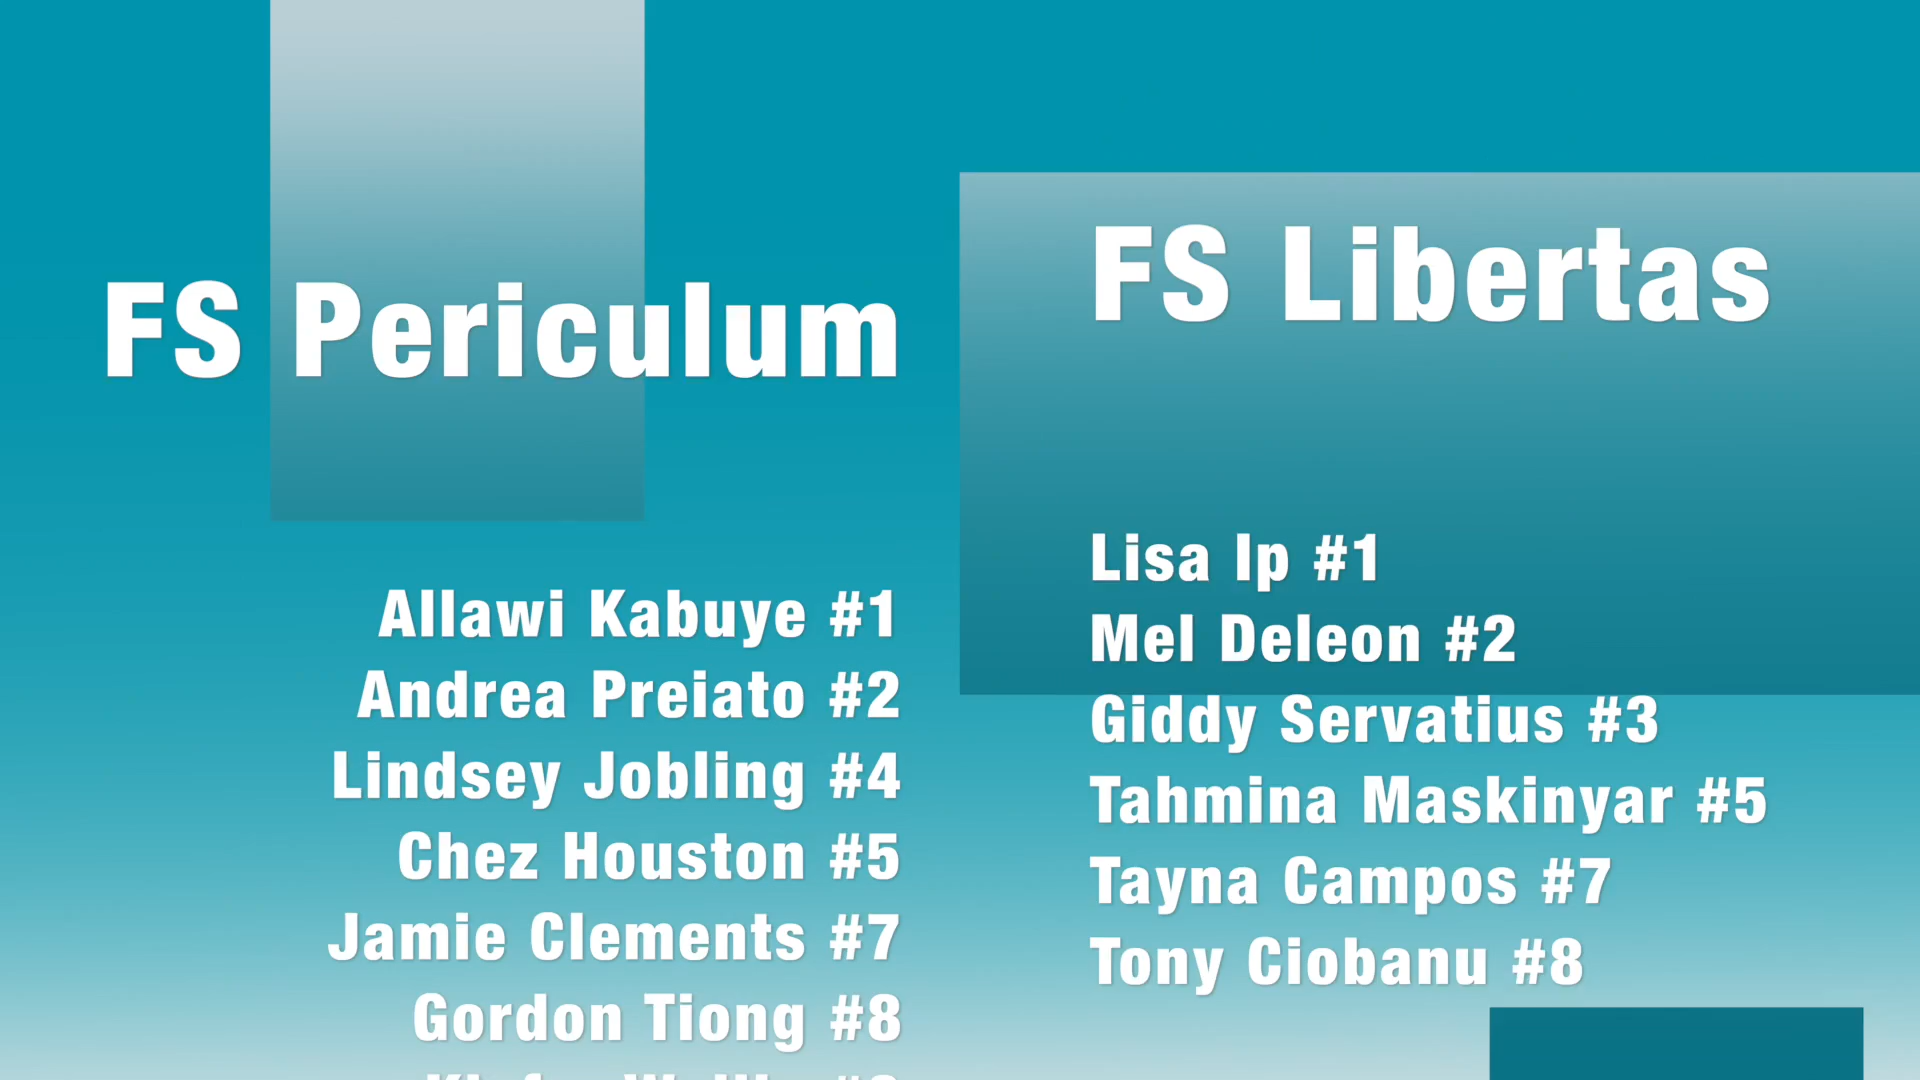 FS Periculum
Allawi Kabuye #1
Andrea Preiato #2
Lindsey Jobling #4
Chez Houston #5
Jamie Clements #7
Gordon Tiong #8
FS Libertas
Lisa Ip #1
Mel Deleon #2
Giddy Servatius #3
Tahmina Maskinyar #5
Tayna Campos #7
Tony Ciobanu #8